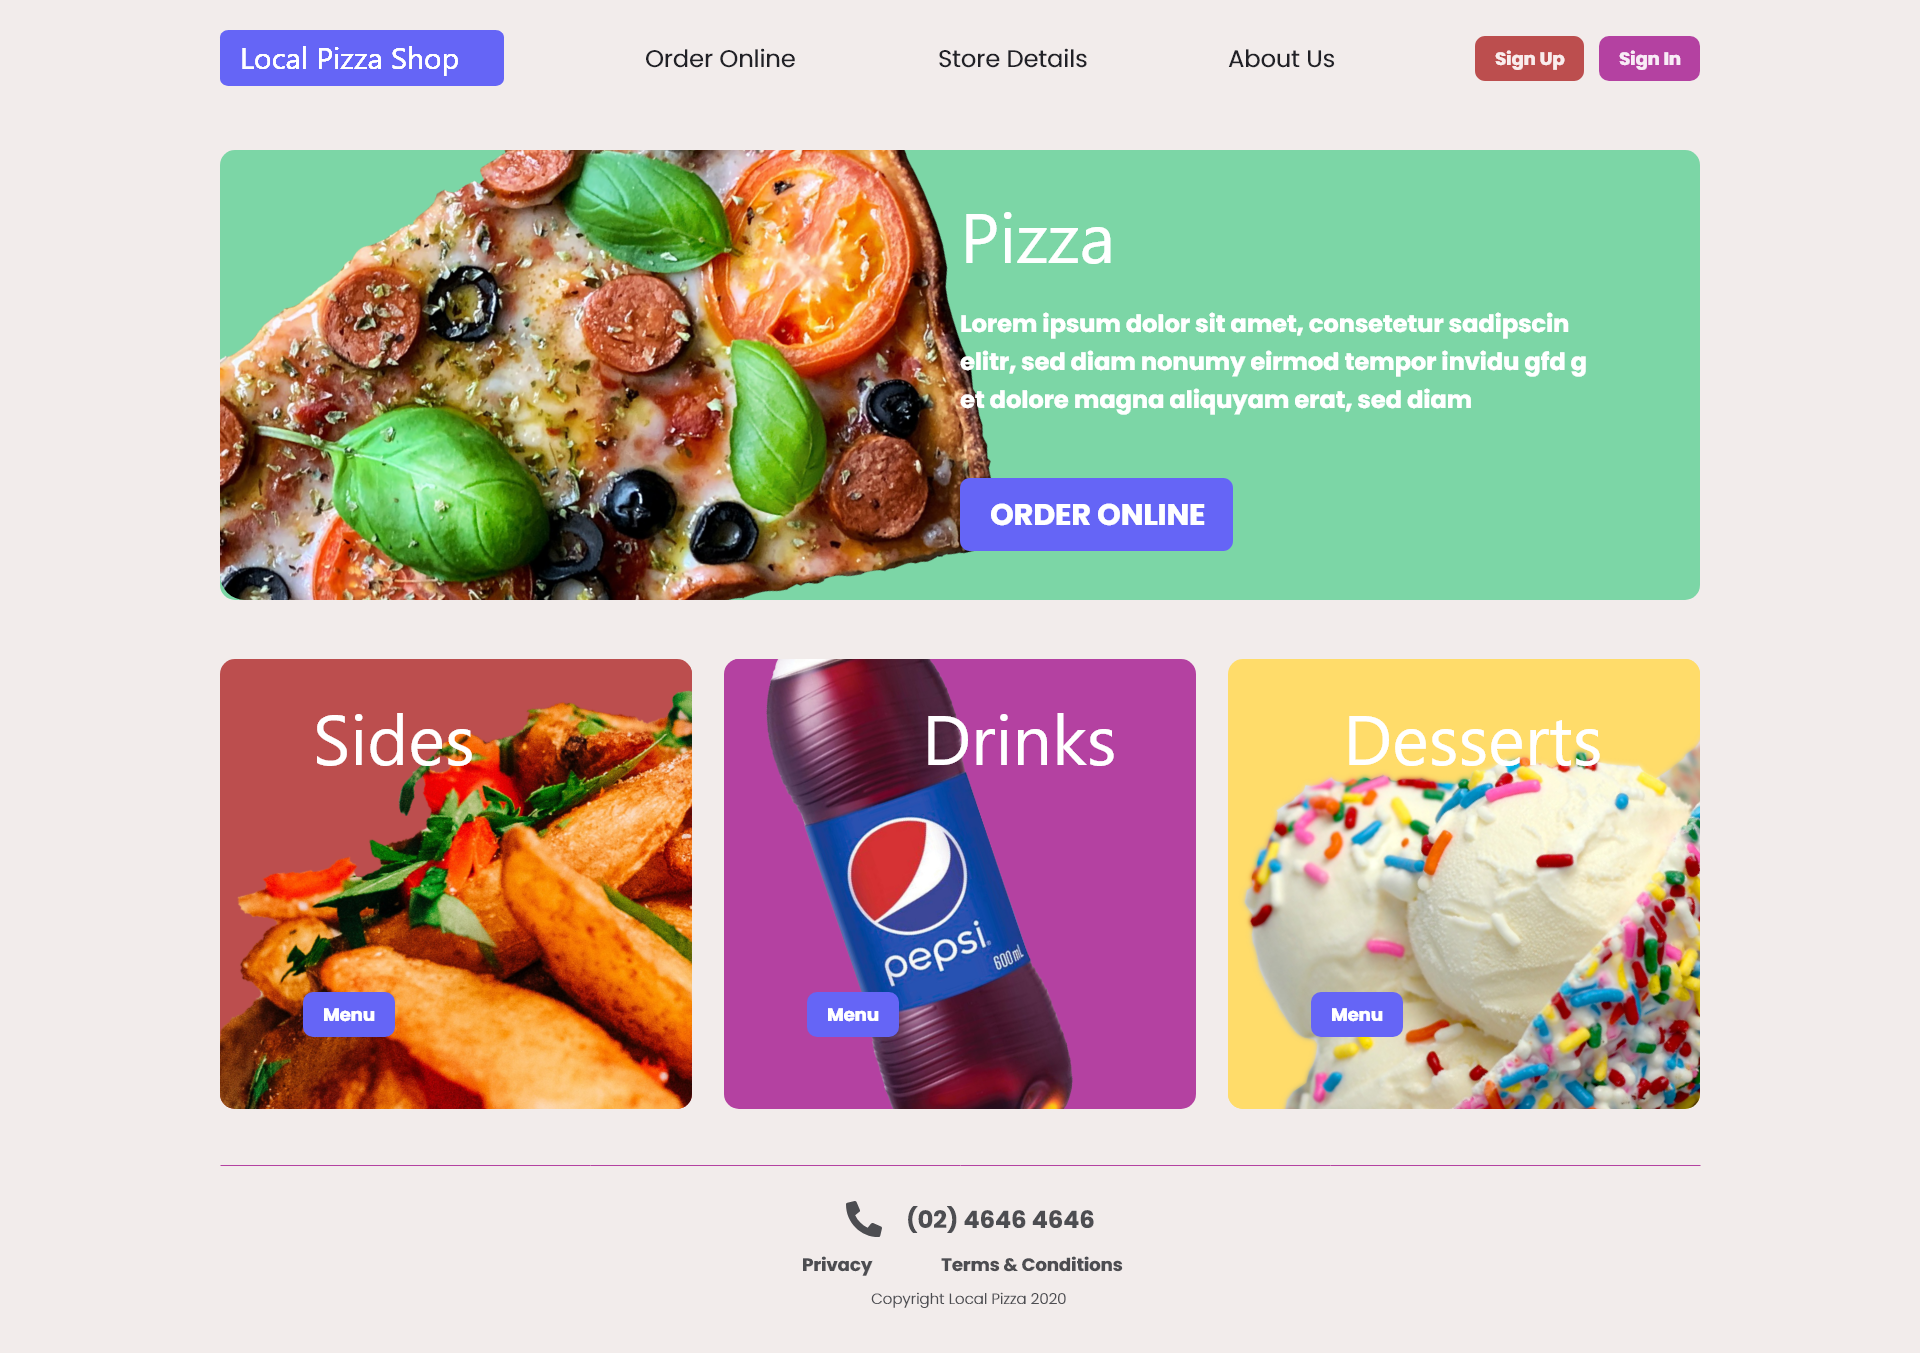 Local Pizza Shop
Order Online
Store Details
About Us
Sign Up
Sign In
Pizza
Lorem ipsum dolor sit amet, consetetur sadipscin
elitr, sed diam nonumy eirmod tempor invidu gfd g
et dolore magna aliquyam erat, sed diam
ORDER ONLINE
Sides
Drinks
Desserts
pepsi
600ml
Menu
Menu
Menu
(02) 4646 4646
Privacy
Terms & Conditions
Copyright Local Pizza 2020